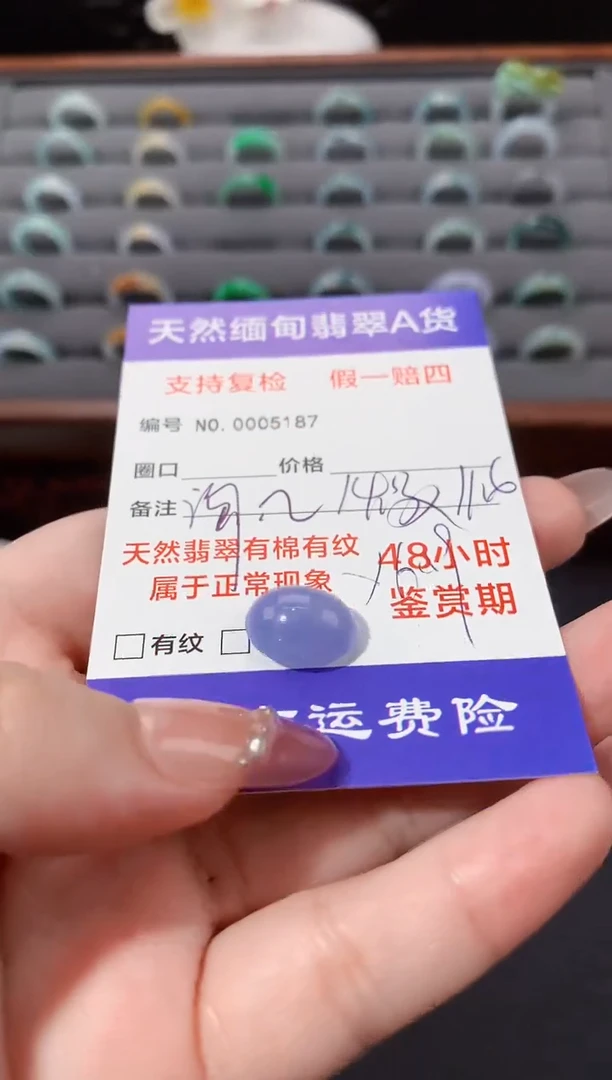 天然缅甸翡翠A货
支持复检 假一赔四
编号 NO.0005187
圈口 价格
备注
天然翡翠有棉有纹
属于正常现象
48小时
鉴赏期
有纹
运费险